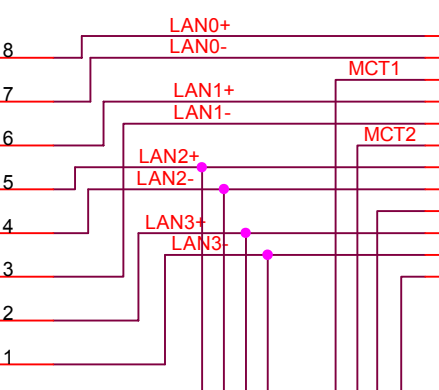 LAN0+
8
LAN0-
MCT1
7
LAN1+
LAN1-
6
MCT2
LAN2+
5
LAN2-
LAN3+
4
LAN3-
3
2
1